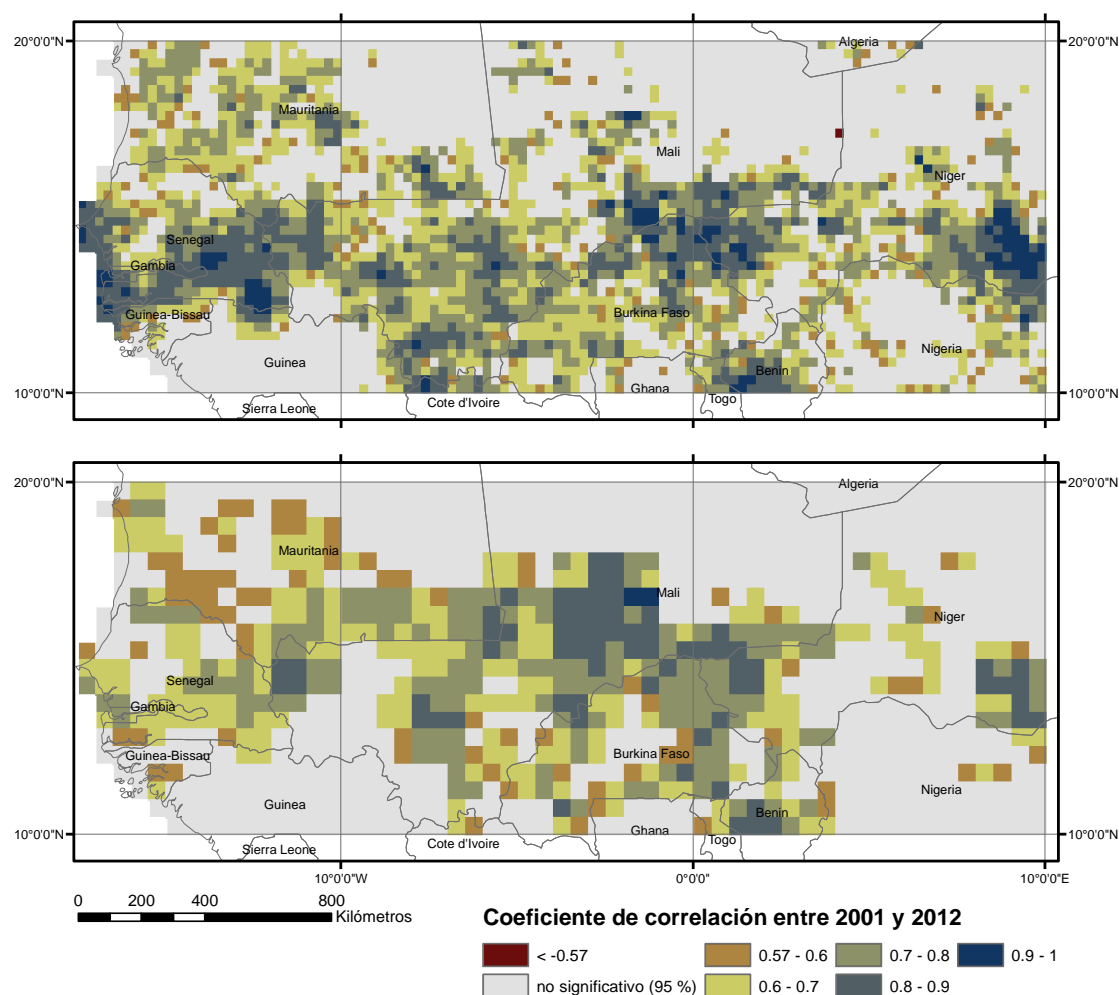 20°0'0"N
Algeria
20°0'0"N
Mauritania
Mali
Niger
Senegal
Gambia
Guinea-Bissau
Burkina Faso
Nigeria
Guinea
Benin
10°0'0"N
Ghana
10°0'0"N
Sierra Leone
Cote d'Ivoire
Togo
20°0'0"N
Algeria
20°0'0"N
Mauritania
Mali
Niger
Senegal
Gambia
Guinea-Bissau
Burkina Faso
Nigeria
Guinea
Benin
10°0'0"N
Ghana
10°0'0"N
Sierra Leone
Cote d'Ivoire
Togo
10°0'0"W
0°0'0"
10°0'0"E
0 200 400 800
Kilómetros
Coeficiente de correlación entre 2001 y 2012
< -0.57
0.57 - 0.6
0.7 - 0.8
0.9 - 1
no significativo (95 %)
0.6 - 0.7
0.8 - 0.9